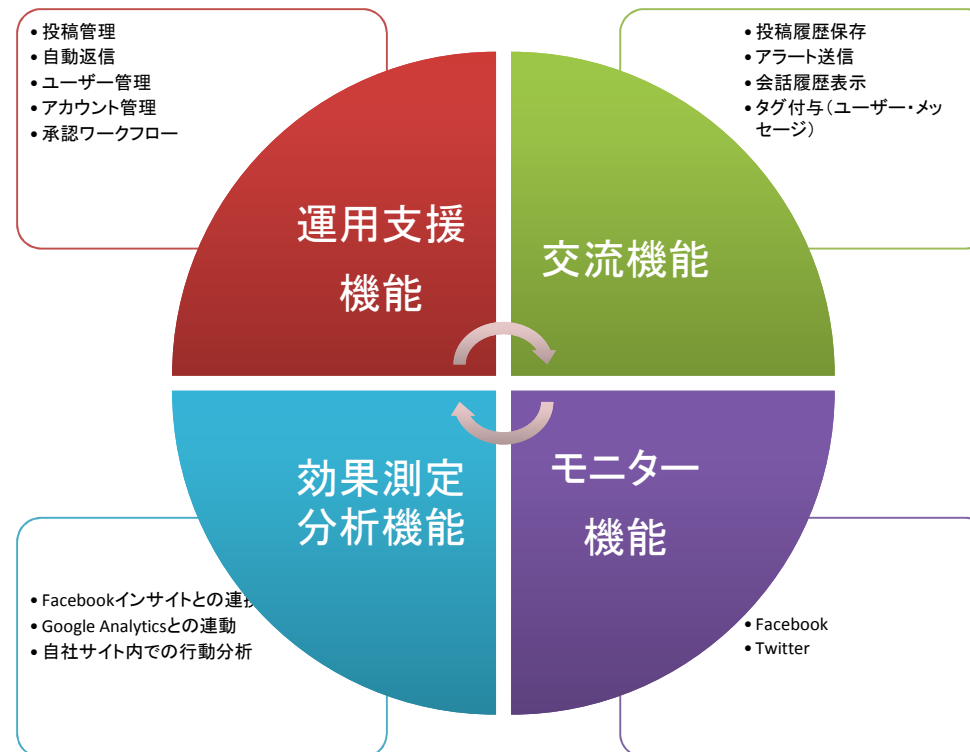 • 投稿管理
• 自動返信
• ユーザー管理
• アカウント管理
• 承認ワークフロー
• 投稿履歴保存
• アラート送信
• 会話履歴表示
• タグ付与(ユーザー・メッ
セージ)
運用支援
機能
交流機能
効果測定
分析機能
モニター
機能
• Facebookインサイトとの連
• Google Analyticsとの連動
• 自社サイト内での行動分析
• Facebook
• Twitter